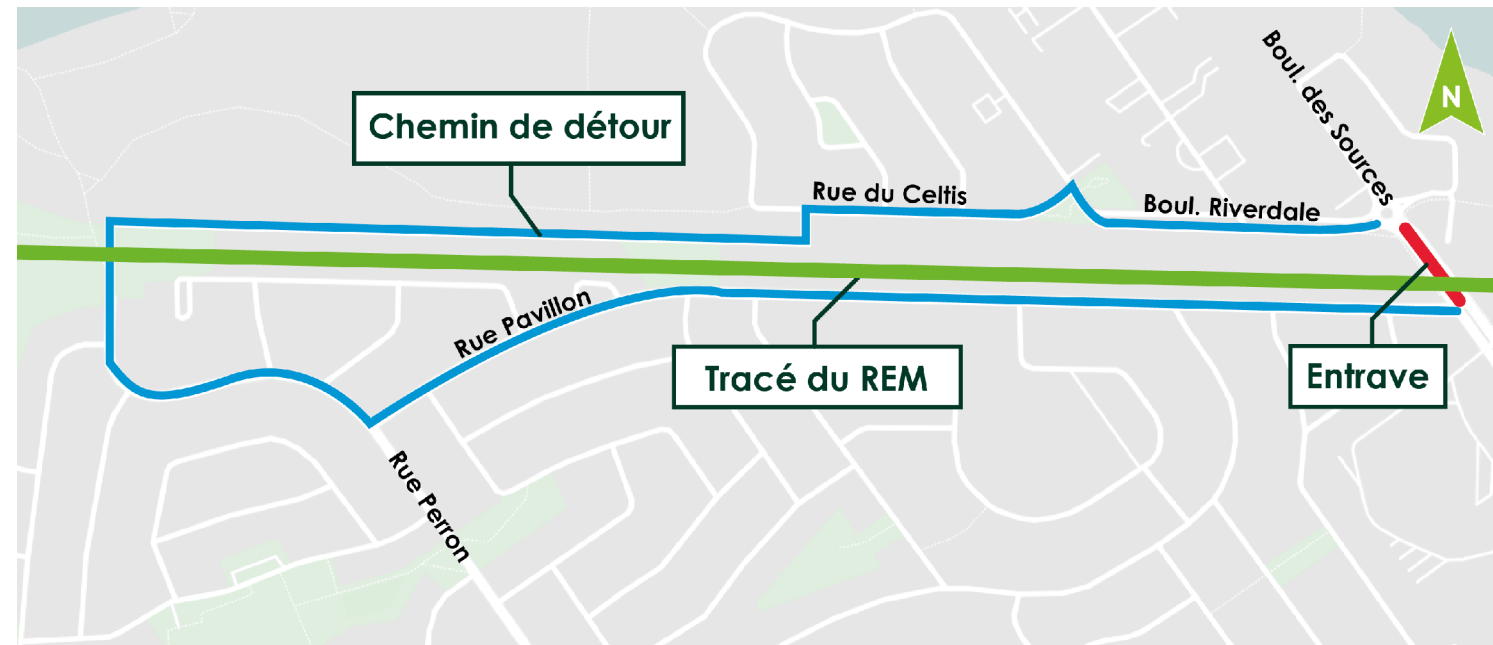 Boul. des Sources
N
Chemin de détour
Rue du Celtis
Boul. Riverdale
Rue Pavillon
Tracé du REM
Entrave
Rue Perron